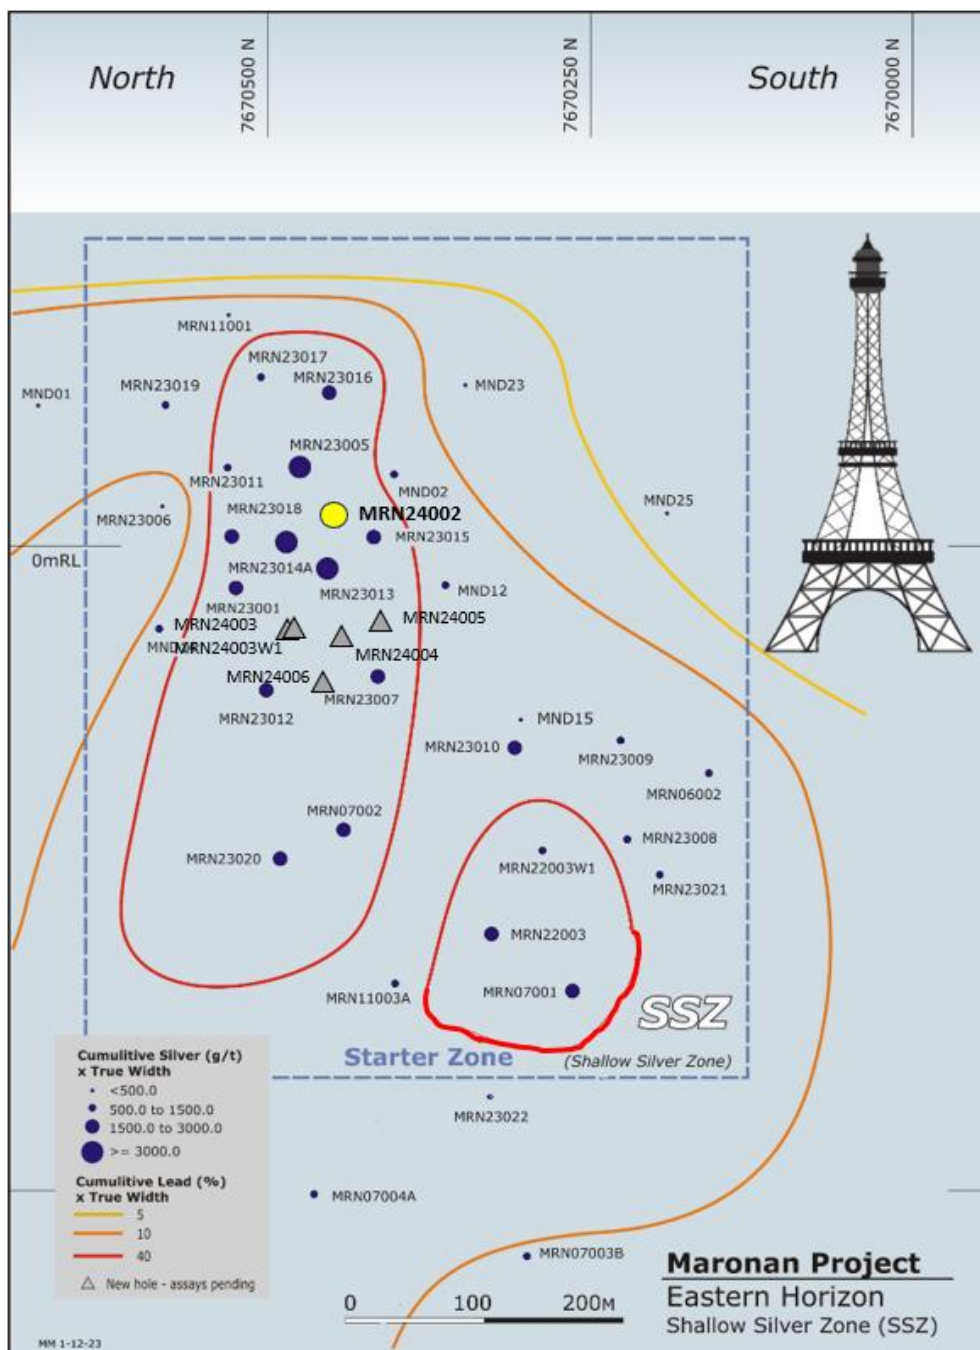 North
7670500 N
7670250 N
South
7670000 N
MRN11001
MRN23017
MRN23016
MND01
MRN23019
MND23
MRN23005
MRN23011
MND02
MRN23006
MRN23018
MRN24002
MND25
0mRL
MRN23015
MRN23014A
MRN23013
MND12
MRN23001
MRN24003
MRN24005
MRN24003W1
MRN24004
MRN24006
MRN23007
MRN23012
MND15
MRN23010
MRN23009
MRN06002
MRN07002
MRN23008
MRN23020
MRN22003W1
MRN23021
MRN22003
MRN07001
MRN11003A
SSZ
Starter Zone
(Shallow Silver Zone)
Cumulitive Silver (g/t)
x True Width
<500.0
500.0 to 1500.0
1500.0 to 3000.0
>= 3000.0
MRN23022
Cumulitive Lead (%)
x True Width
5
10
40
New hole - assays pending
MRN07004A
MRN07003B
0 100 200M
Maronan Project
Eastern Horizon
Shallow Silver Zone (SSZ)
MM 1-12-23